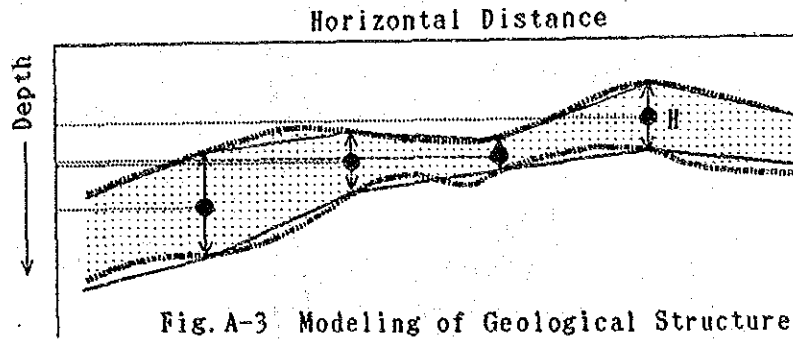 Horizontal Distance
Depth
H
Fig. A-3 Modeling of Geological Structure